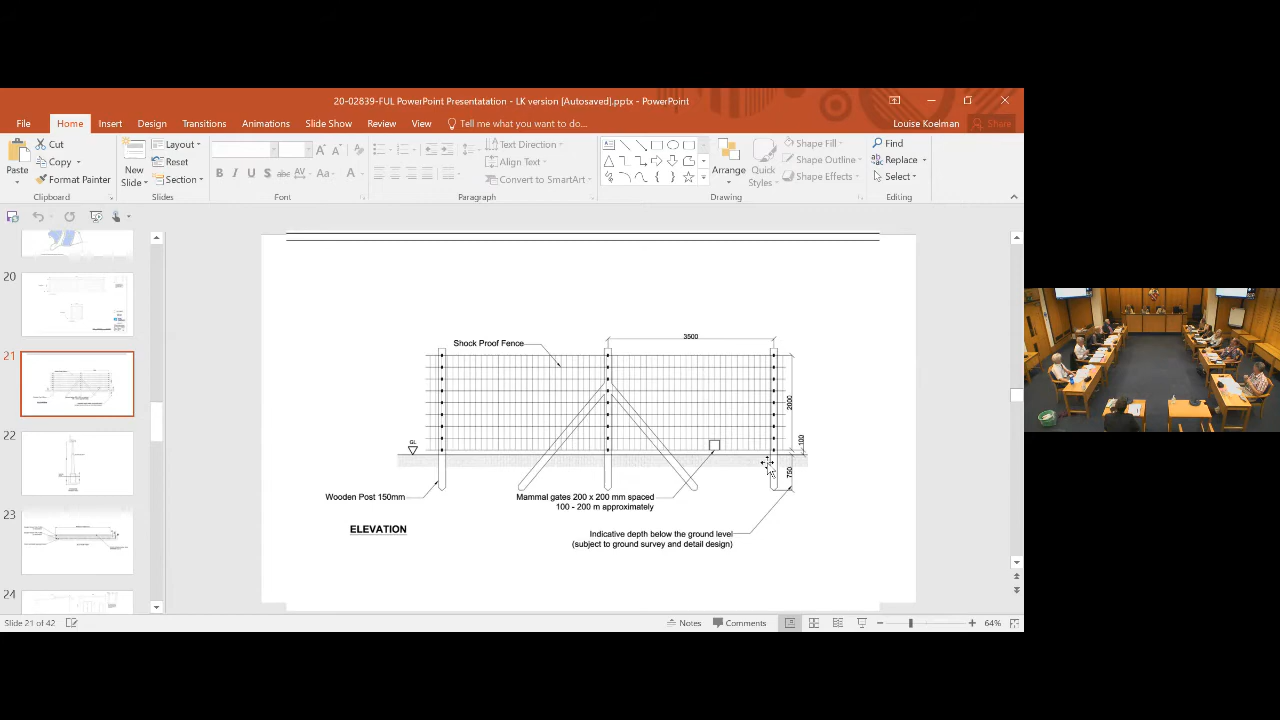 20-02839-FUL PowerPoint Presentatation - LK version [Autosaved].pptx - PowerPoint
File Home Insert Design Transitions Animations Slide Show Review View Tell me what you want to do... Louise Koelman Share
Cut
Copy
Format Painter
Paste
Clipboard
New Slide
Layout
Reset
Section
Slides
B I U S abc AV Aa A
Font
Text Direction
Align Text
Convert to SmartArt
Paragraph
Arrange
Quick Styles
Shape Fill
Shape Outline
Shape Effects
Drawing
Find
Replace
Select
Editing
20
21
22
23
24
Shock Proof Fence
3500
2000
100
750
GL
Wooden Post 150mm
Mammal gates 200 x 200 mm spaced
100 - 200 m approximately
ELEVATION
Indicative depth below the ground level
(subject to ground survey and detail design)
Slide 21 of 42 Notes Comments 64%